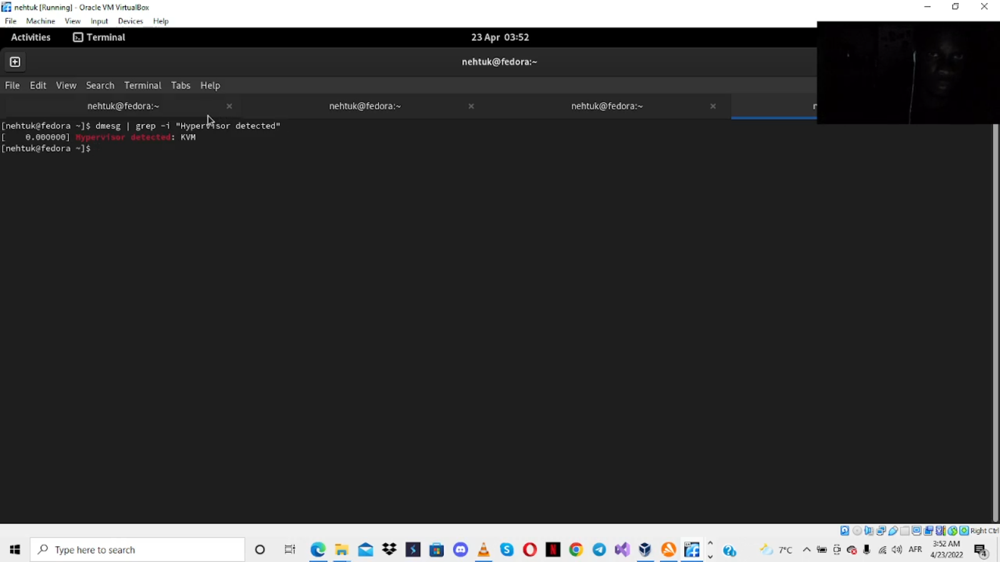 nehtuk [Running] - Oracle VM VirtualBox
File Machine View Input Devices Help
Activities Terminal 23 Apr 03:52
nehtuk@fedora:~
File Edit View Search Terminal Tabs Help
nehtuk@fedora:~ × nehtuk@fedora:~ × nehtuk@fedora:~ ×
[nehtuk@fedora ~]$ dmesg | grep -i "Hypervisor detected"
[    0.000000] Hypervisor detected: KVM
[nehtuk@fedora ~]$
Right Ctrl
Type here to search 7°C AFR 3:52 AM
4/23/2022 4